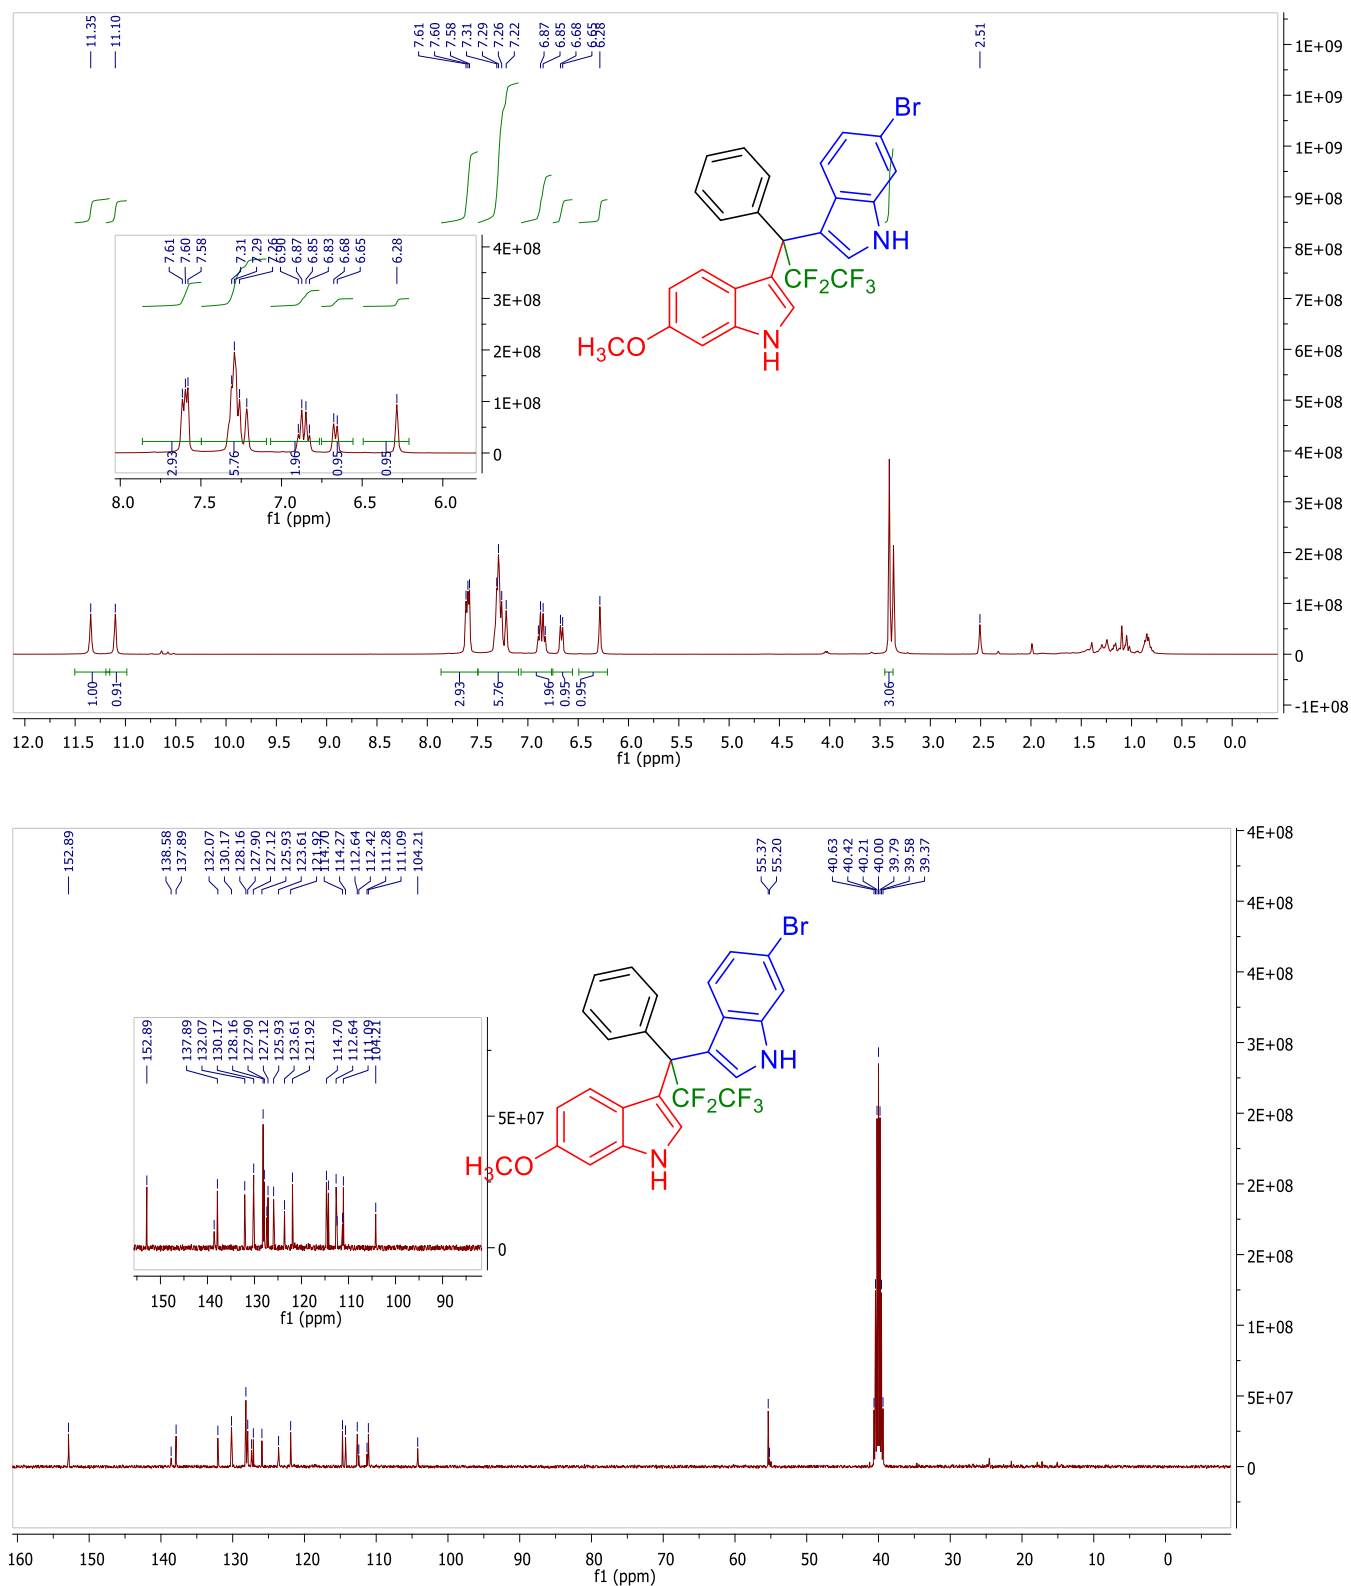 11.35
11.10
7.61
7.60
7.58
7.31
7.29
7.26
7.22
6.87
6.85
6.68
6.65
6.28
2.51
1E+09
1E+09
1E+09
9E+08
8E+08
7E+08
6E+08
5E+08
4E+08
3E+08
2E+08
1E+08
0
-1E+08
Br
NH
CF2CF3
H3CO
N
H
7.61
7.60
7.58
7.31
7.29
7.26
6.90
6.87
6.85
6.83
6.68
6.65
6.28
4E+08
3E+08
2E+08
1E+08
0
2.93
5.76
1.96
0.95
0.95
8.0 7.5 7.0 6.5 6.0
f1 (ppm)
1.00
0.91
2.93
5.76
1.96
0.95
0.95
3.06
12.0 11.5 11.0 10.5 10.0 9.5 9.0 8.5 8.0 7.5 7.0 6.5 6.0 5.5 5.0 4.5 4.0 3.5 3.0 2.5 2.0 1.5 1.0 0.5 0.0
f1 (ppm)
152.89
138.58
137.89
132.07
130.17
128.16
127.90
127.12
125.93
123.61
121.92
114.70
114.27
112.64
112.42
111.28
111.09
104.21
55.37
55.20
40.63
40.42
40.21
40.00
39.79
39.58
39.37
4E+08
4E+08
4E+08
3E+08
2E+08
2E+08
2E+08
1E+08
5E+07
0
Br
NH
CF2CF3
H3CO
N
H
152.89
137.89
132.07
130.17
128.16
127.90
127.12
125.93
123.61
121.92
114.70
112.64
111.09
104.21
5E+07
0
150 140 130 120 110 100 90
f1 (ppm)
160 150 140 130 120 110 100 90 80 70 60 50 40 30 20 10 0
f1 (ppm)